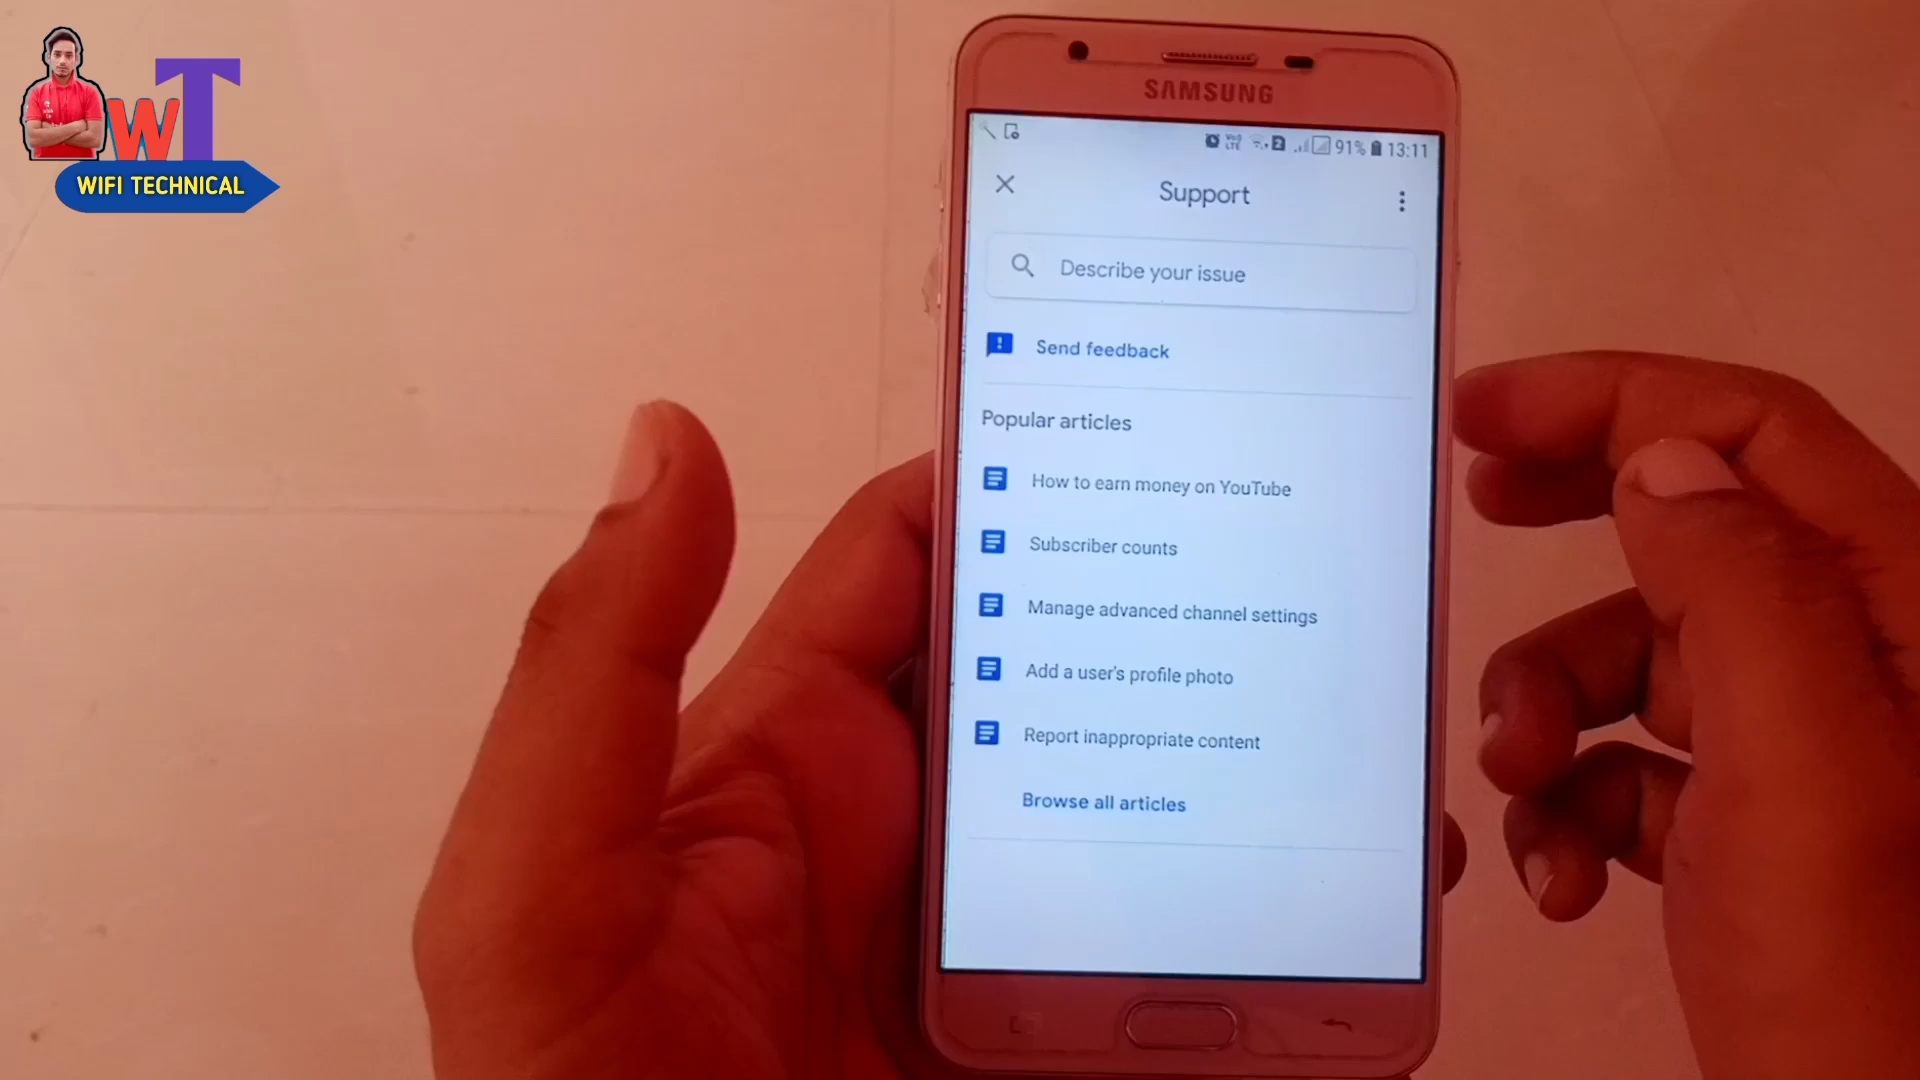 WT
WIFI TECHNICAL
SAMSUNG
2 91% 13:11
Support
Describe your issue
Send feedback
Popular articles
How to earn money on YouTube
Subscriber counts
Manage advanced channel settings
Add a user's profile photo
Report inappropriate content
Browse all articles